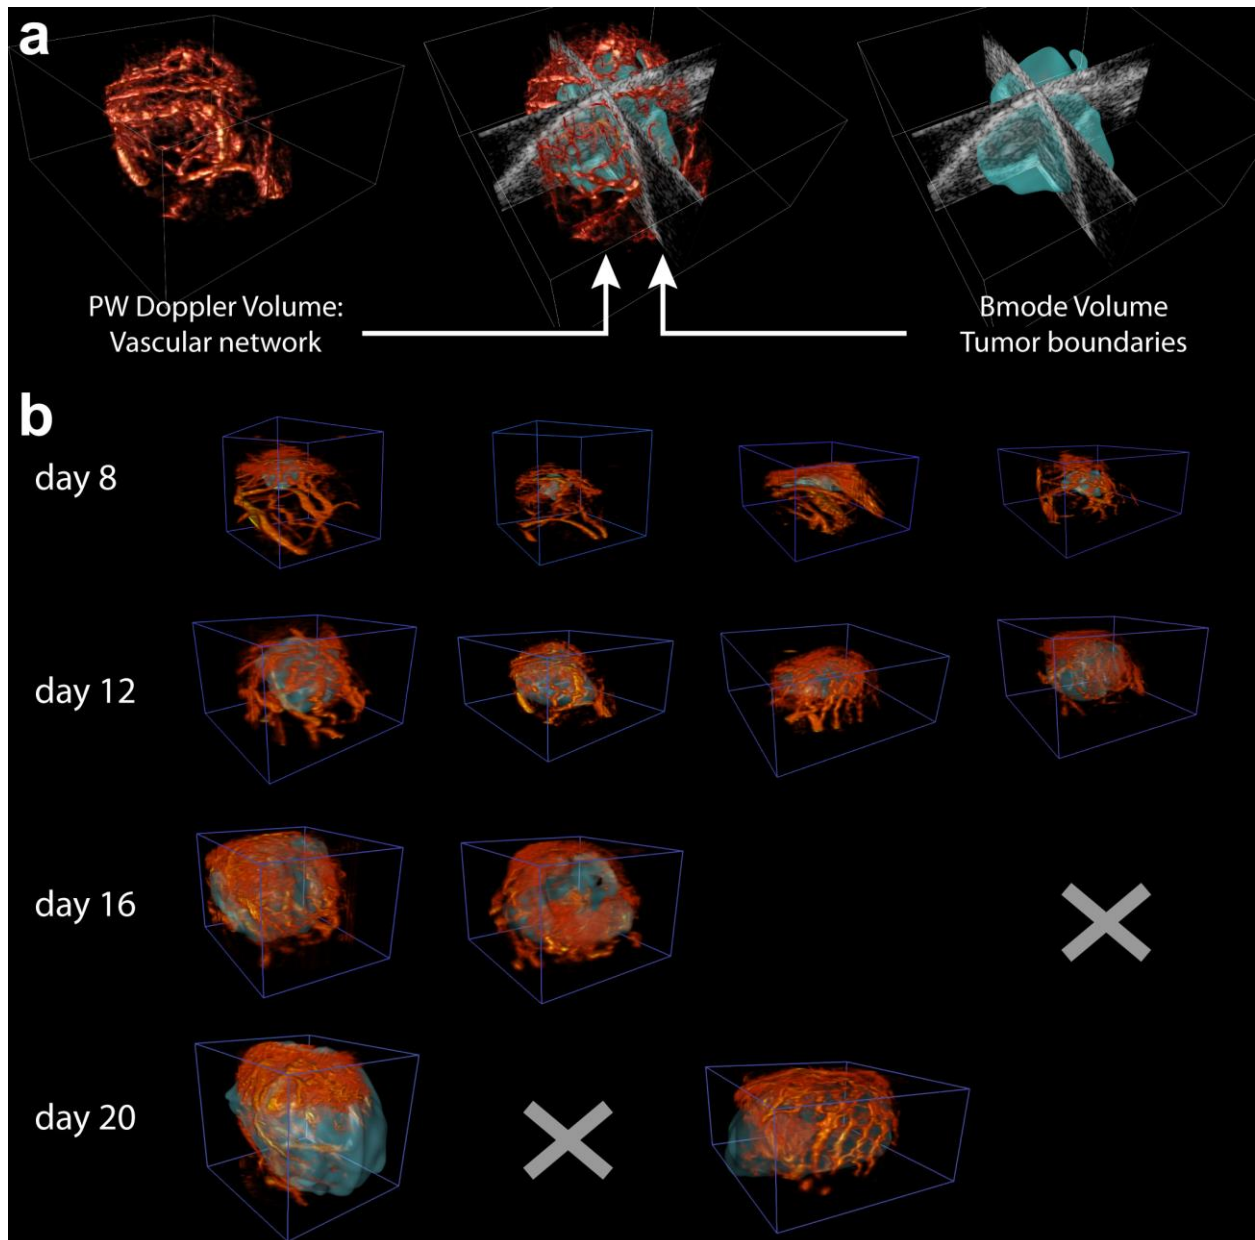 a
PW Doppler Volume:
Vascular network
Bmode Volume
Tumor boundaries
b
day 8
day 12
day 16
day 20